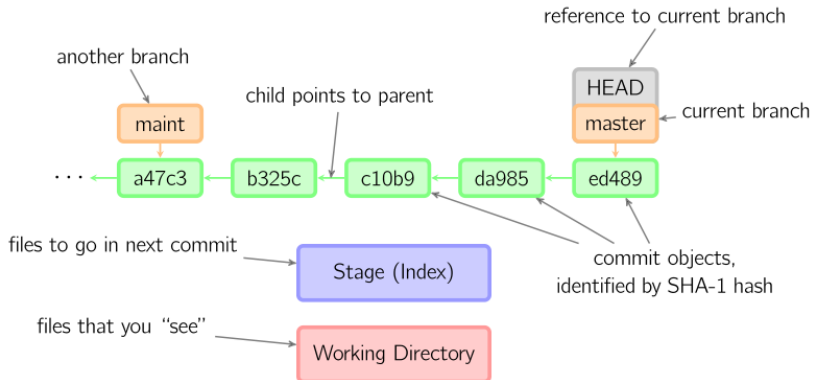 reference to current branch
another branch
HEAD
child points to parent
maint
master
current branch
··· a47c3 b325c c10b9 da985 ed489
files to go in next commit
Stage (Index)
commit objects,
identified by SHA-1 hash
files that you “see”
Working Directory